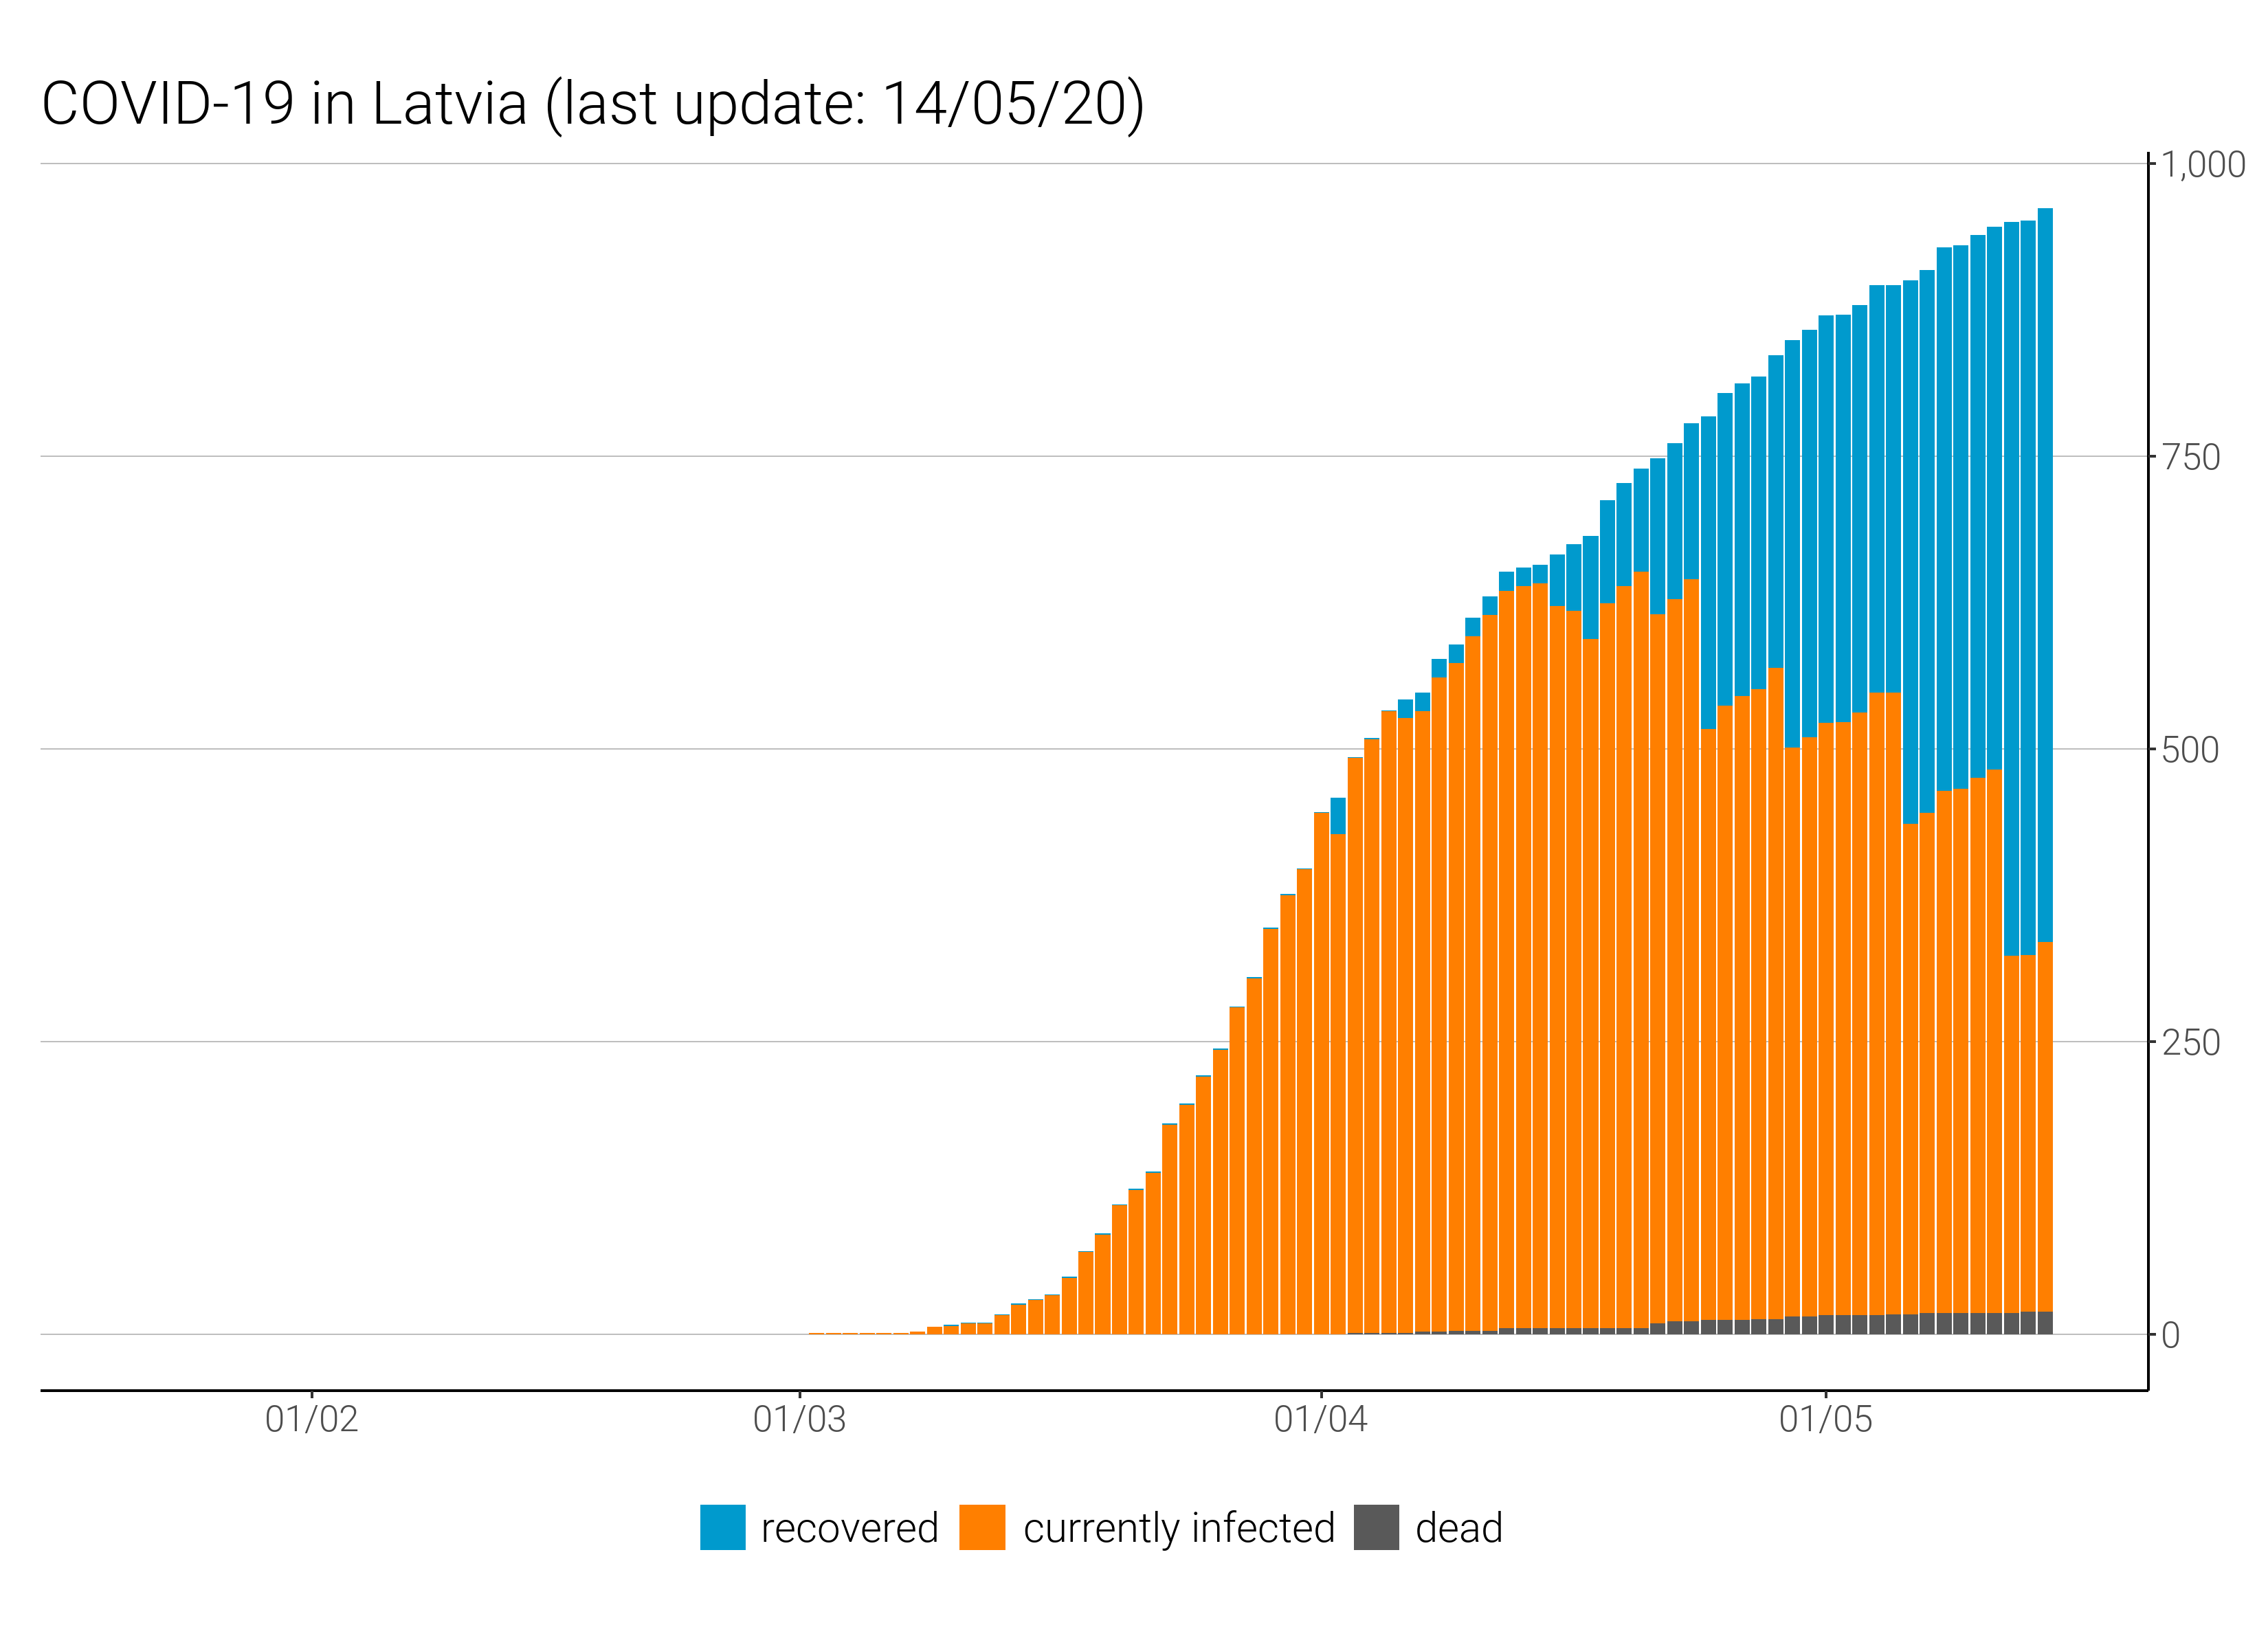 COVID-19 in Latvia (last update: 14/05/20)
1,000
750
500
250
0
01/02 01/03 01/04 01/05
recovered currently infected dead